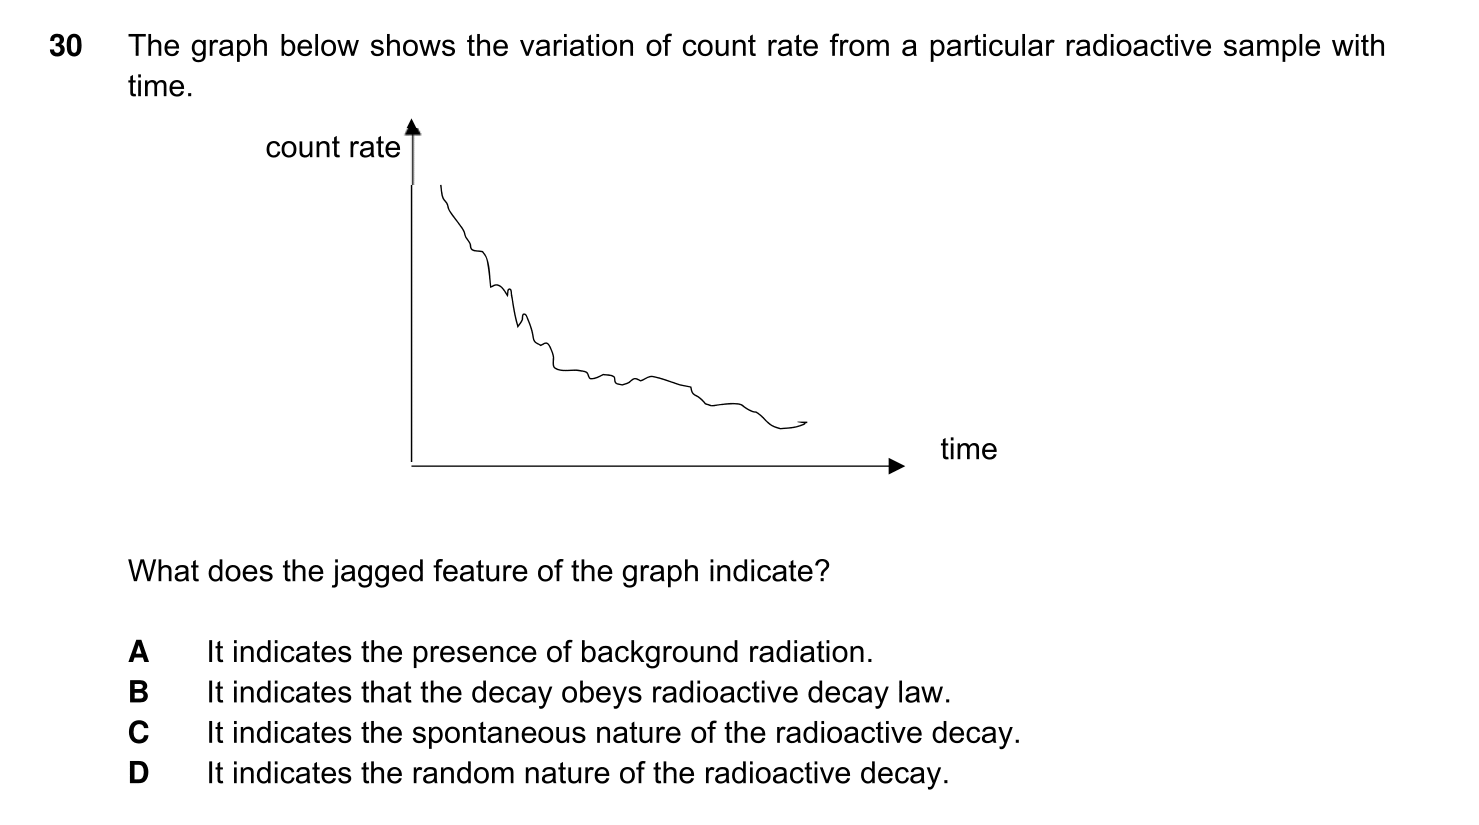 30 The graph below shows the variation of count rate from a particular radioactive sample with
time.
count rate
time
What does the jagged feature of the graph indicate?
A It indicates the presence of background radiation.
B It indicates that the decay obeys radioactive decay law.
C It indicates the spontaneous nature of the radioactive decay.
D It indicates the random nature of the radioactive decay.